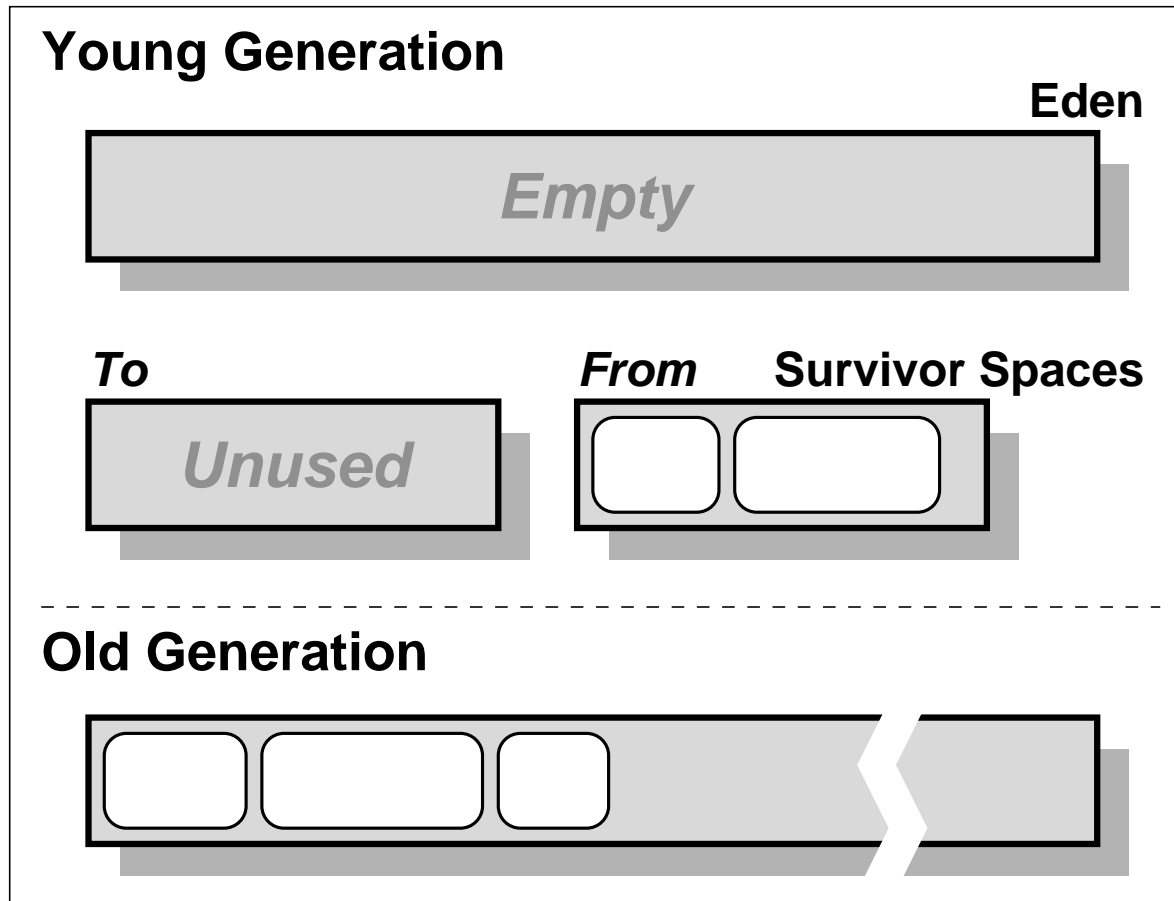 Young Generation
Eden
Empty
To
From
Survivor Spaces
Unused
Old Generation